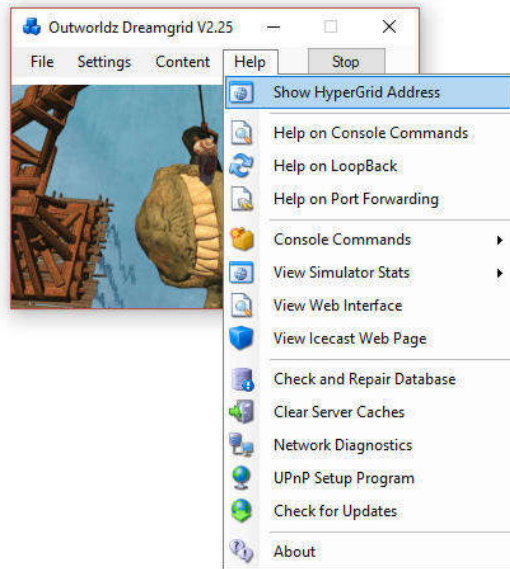 Outworldz Dreamgrid V2.25
File Settings Content Help Stop
Show HyperGrid Address
Help on Console Commands
Help on LoopBack
Help on Port Forwarding
Console Commands
View Simulator Stats
View Web Interface
View Icecast Web Page
Check and Repair Database
Clear Server Caches
Network Diagnostics
UPnP Setup Program
Check for Updates
About